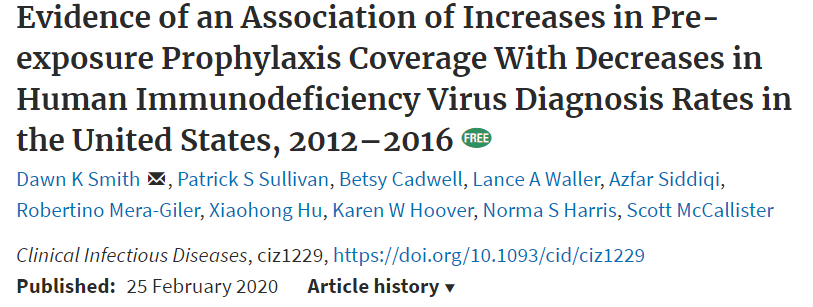 Evidence of an Association of Increases in Pre-
exposure Prophylaxis Coverage With Decreases in
Human Immunodeficiency Virus Diagnosis Rates in
the United States, 2012–2016 FREE
Dawn K Smith, Patrick S Sullivan, Betsy Cadwell, Lance A Waller, Azfar Siddiqi,
Robertino Mera-Giler, Xiaohong Hu, Karen W Hoover, Norma S Harris, Scott McCallister
Clinical Infectious Diseases, ciz1229, https://doi.org/10.1093/cid/ciz1229
Published: 25 February 2020 Article history ▾